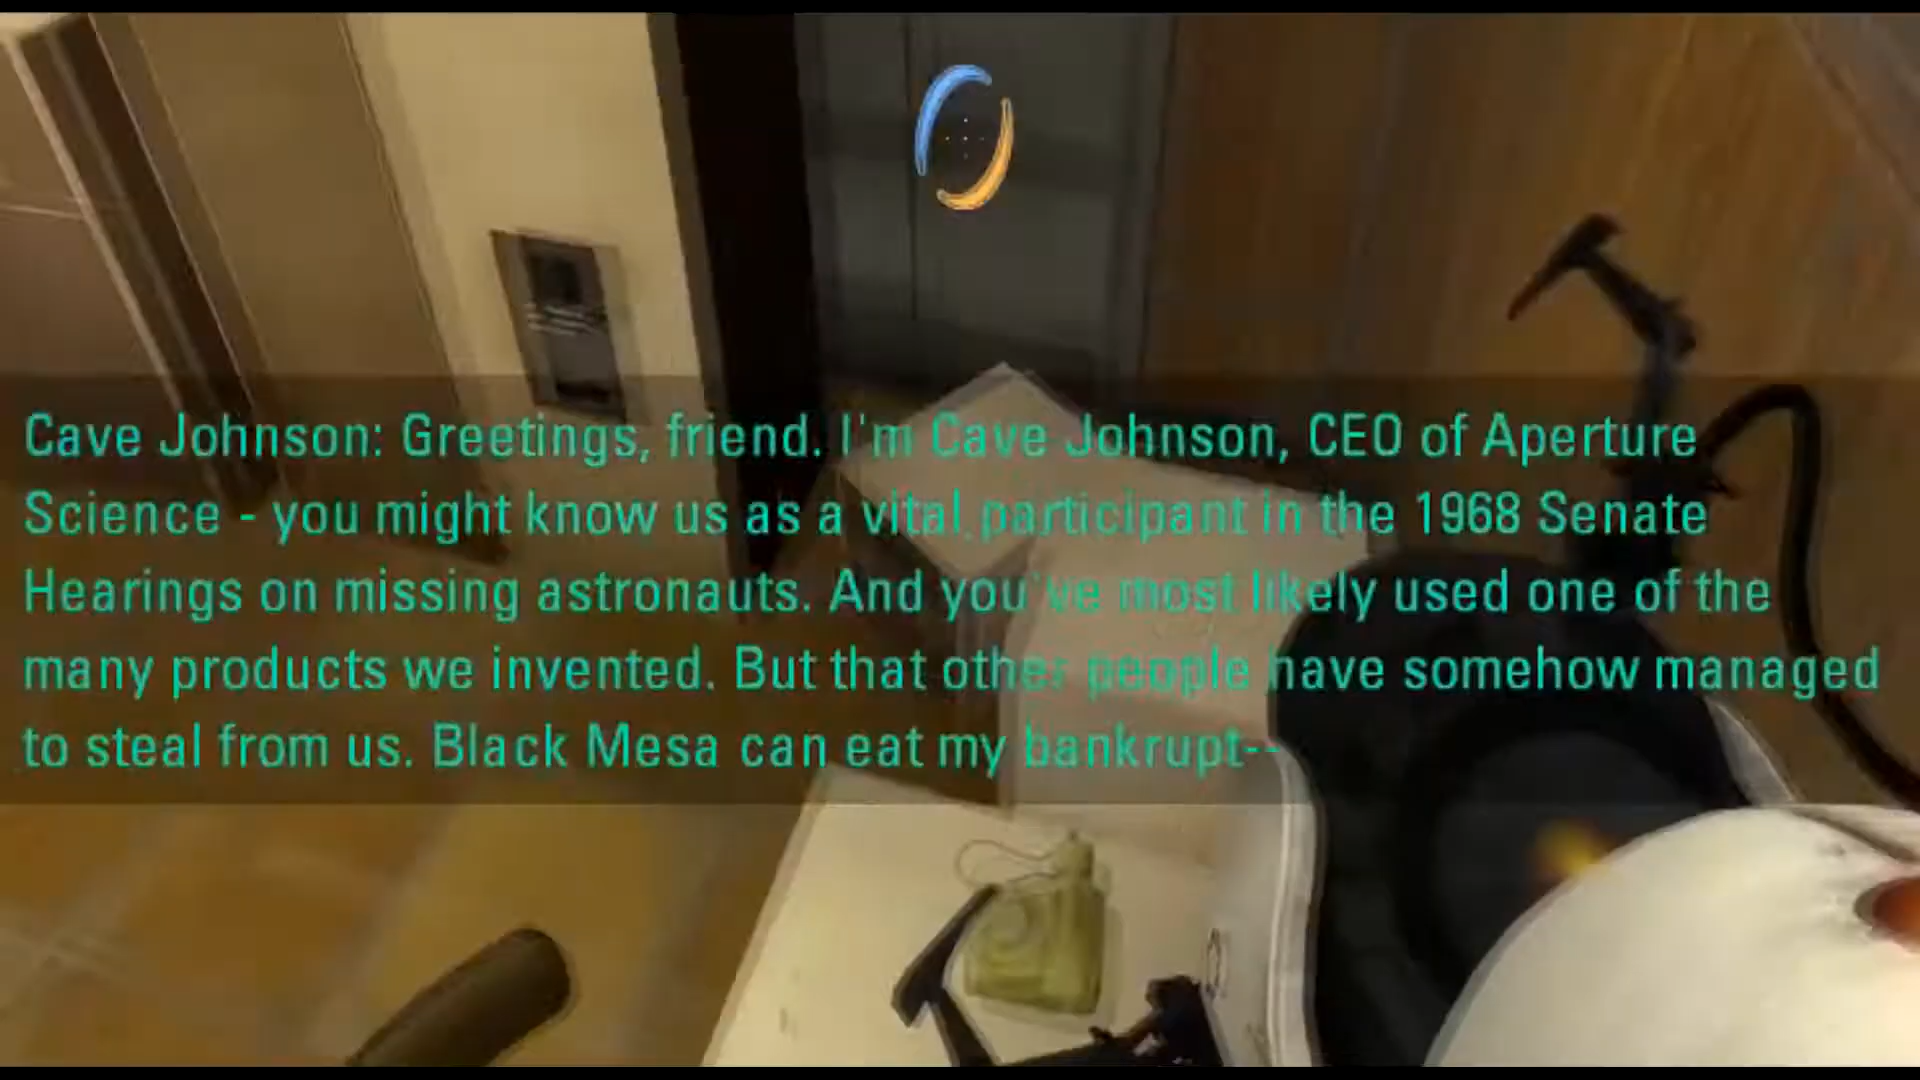 Cave Johnson: Greetings, friend. I'm Cave Johnson, CEO of Aperture
Science - you might know us as a vital participant in the 1968 Senate
Hearings on missing astronauts. And you've most likely used one of the
many products we invented. But that other people have somehow managed
to steal from us. Black Mesa can eat my bankrupt--